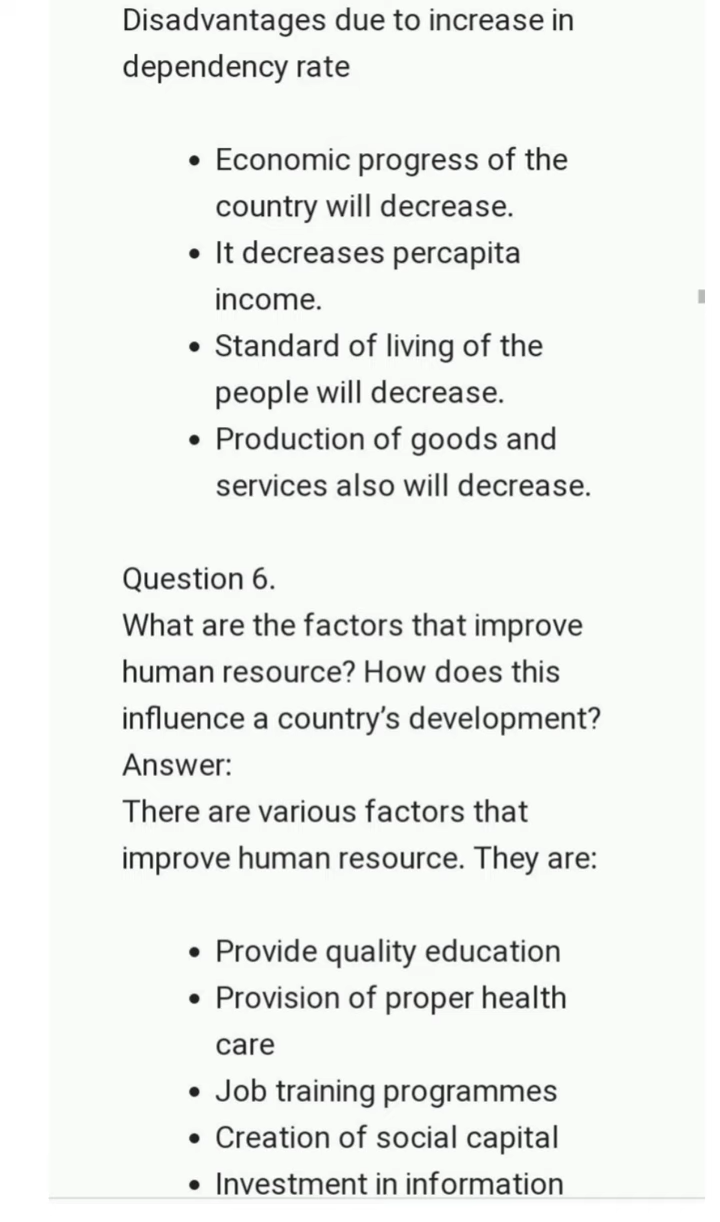 Disadvantages due to increase in
dependency rate
• Economic progress of the
country will decrease.
• It decreases percapita
income.
• Standard of living of the
people will decrease.
• Production of goods and
services also will decrease.
Question 6.
What are the factors that improve
human resource? How does this
influence a country’s development?
Answer:
There are various factors that
improve human resource. They are:
• Provide quality education
• Provision of proper health
care
• Job training programmes
• Creation of social capital
• Investment in information